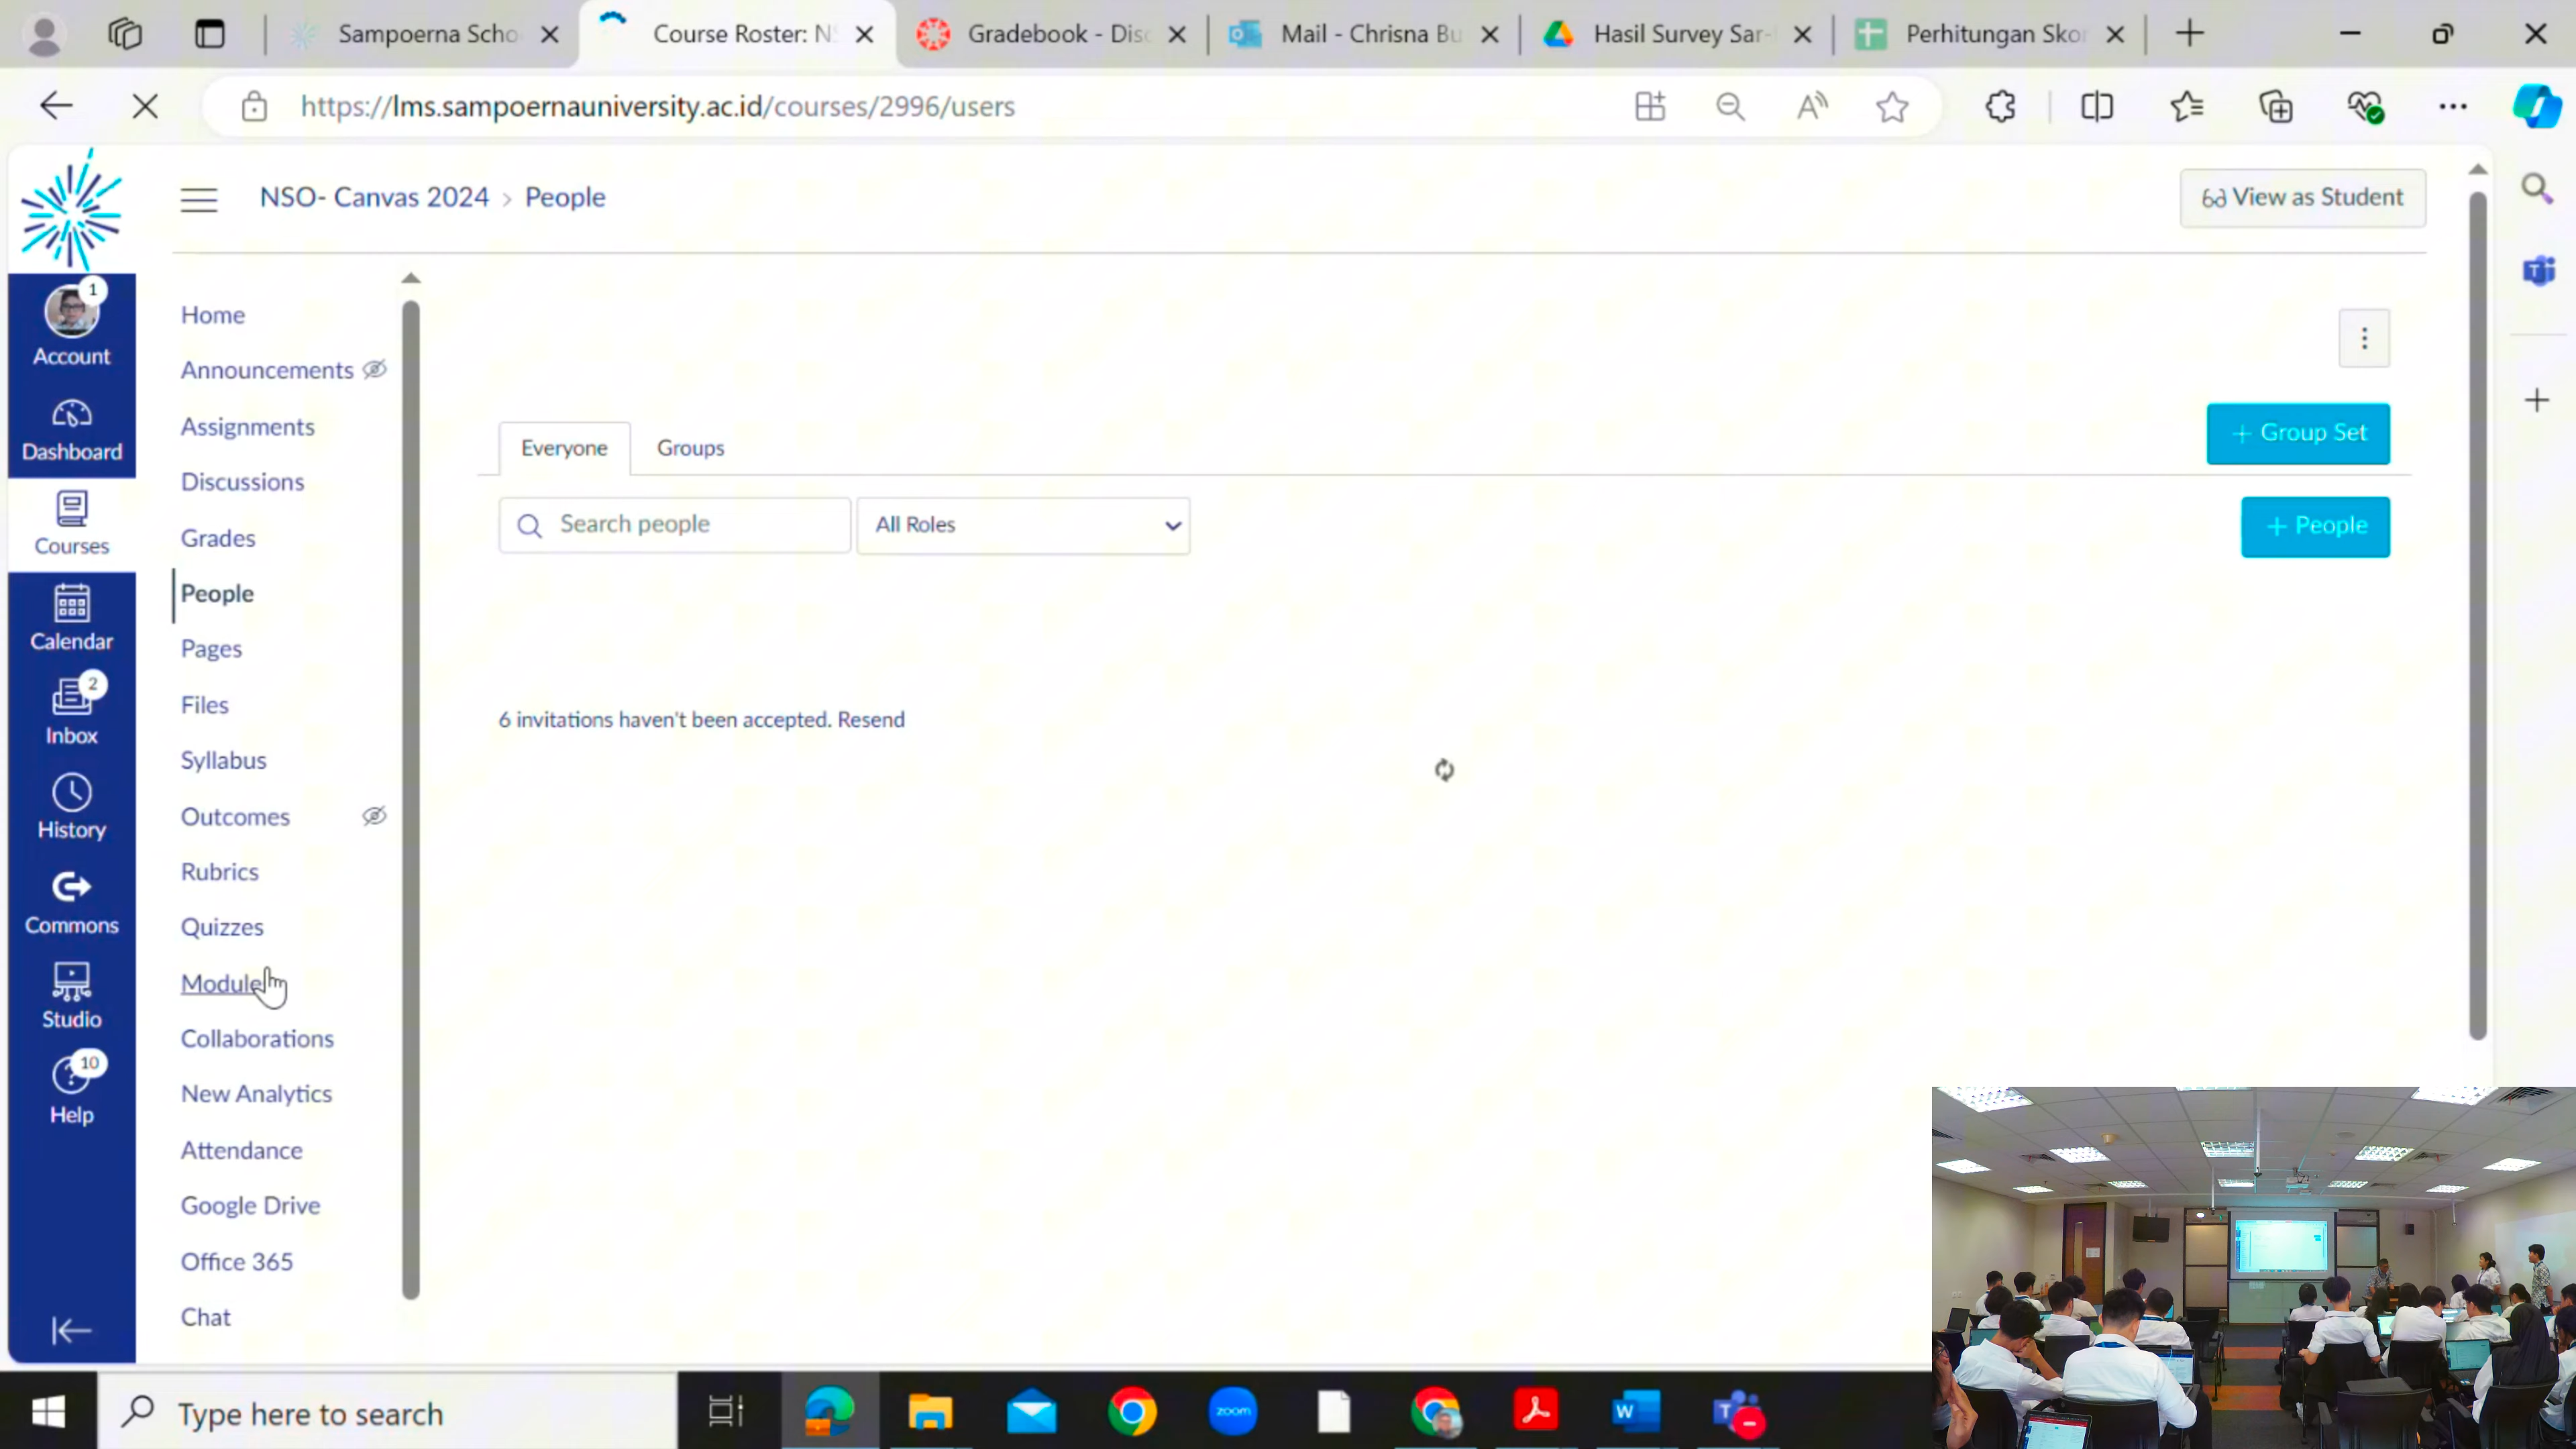 Sampoerna Scho
Course Roster: N
Gradebook - Disc
Mail - Chrisna Bu
Hasil Survey Sar-
Perhitungan Skor
https://lms.sampoernauniversity.ac.id/courses/2996/users
NSO- Canvas 2024 > People
View as Student
1
Account
Dashboard
Courses
Calendar
2
Inbox
History
Commons
Studio
10
Help
Home
Announcements
Assignments
Discussions
Grades
People
Pages
Files
Syllabus
Outcomes
Rubrics
Quizzes
Module
Collaborations
New Analytics
Attendance
Google Drive
Office 365
Chat
Everyone
Groups
+ Group Set
Search people
All Roles
+ People
6 invitations haven't been accepted. Resend
Type here to search
zoom